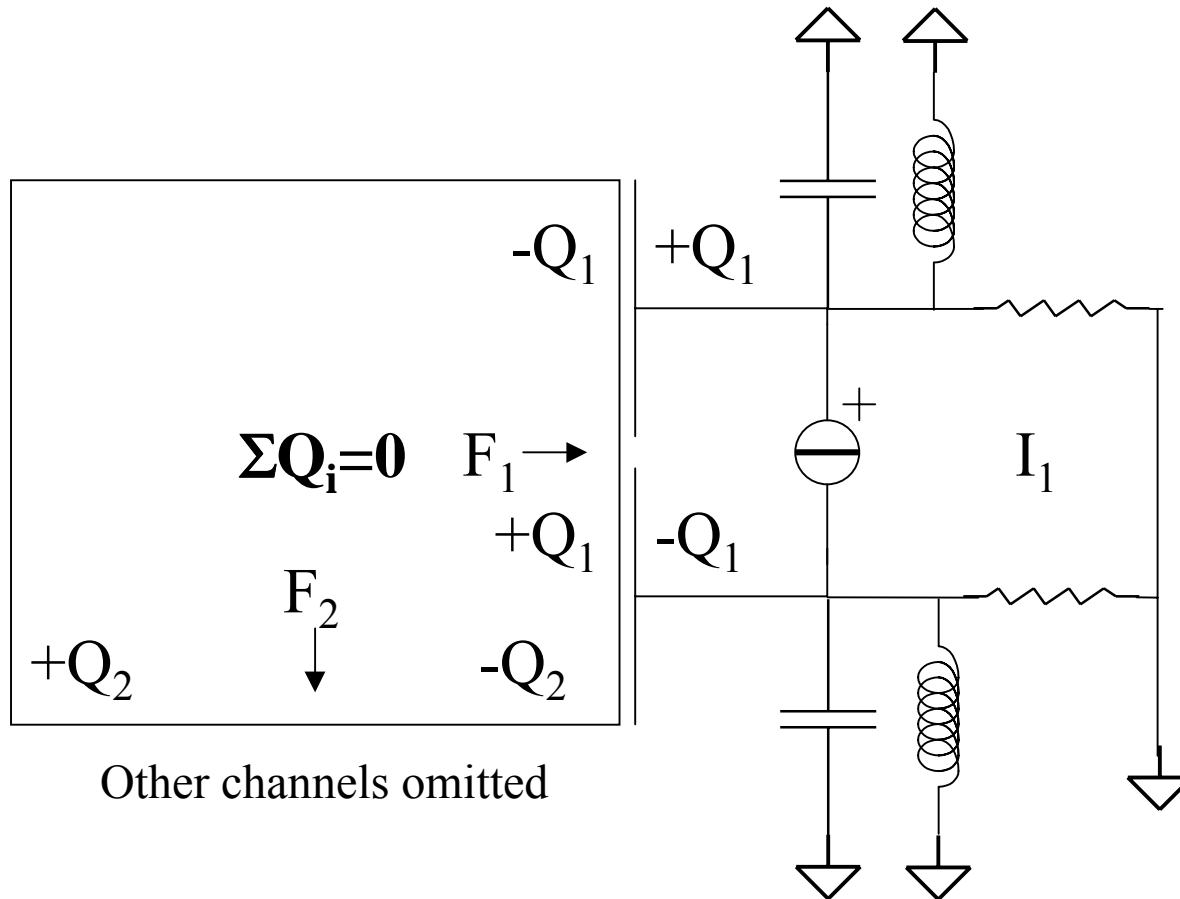 -Q₁
+Q₁
+
ΣQᵢ=0
F₁
I₁
+Q₁
-Q₁
F₂
+Q₂
-Q₂
Other channels omitted